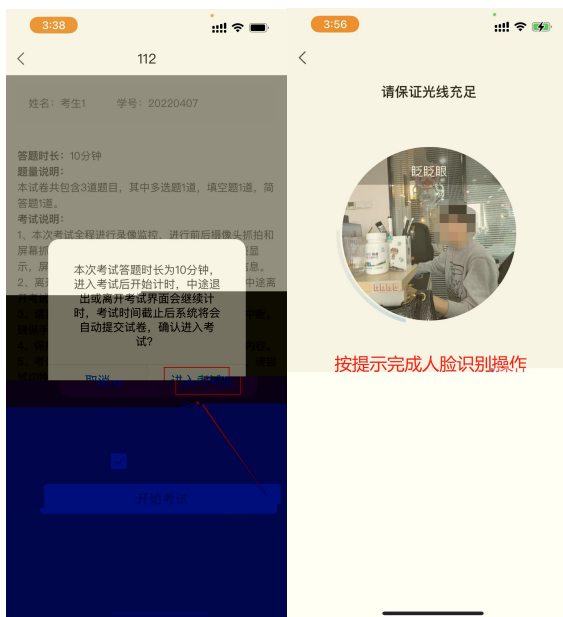 3:38
112
姓名：考生1 学号：20220407
答题时长：10分钟
题量说明：
本试卷共包含3道题目，其中多选题1道，填空题1道，简
答题1道。
考试说明：
1、本次考试全程进行录像监控，进行前后摄像头抓拍和
屏幕抓
示，屏
2、离
本次考试答题时长为10分钟，
进入考试后开始计时，中途退
出或离开考试界面会继续计
时，考试时间截止后系统将会
自动提交试卷，确认进入考
试？
取消
进入考试
开始考试
3:56
请保证光线充足
眨眨眼
按提示完成人脸识别操作